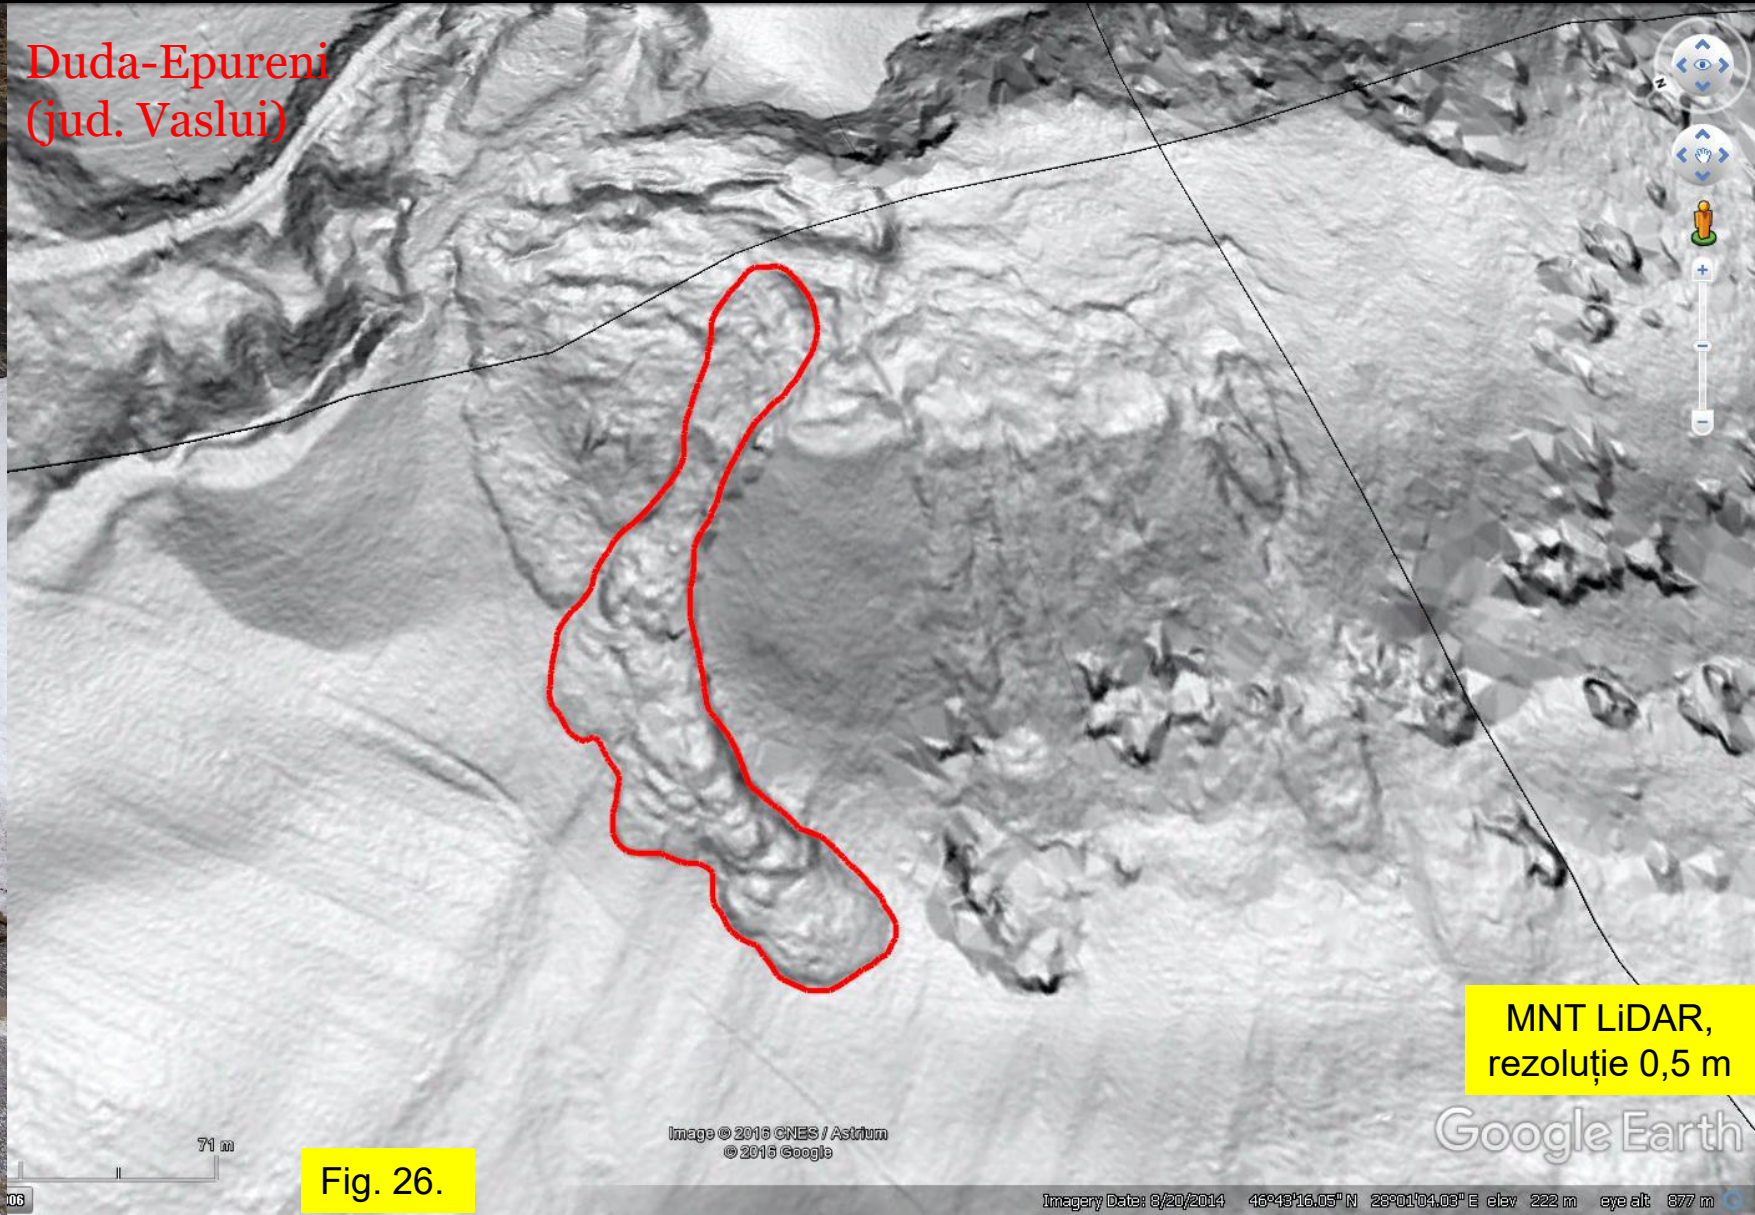 Duda-Epureni
(jud. Vaslui)
N
MNT LiDAR,
rezoluție 0,5 m
Google Earth
Image © 2016 CNES / Astrium
© 2016 Google
71 m
Fig. 26.
Imagery Date: 8/20/2014 46°43'16.05" N 28°01'04.03" E elev 222 m eye alt 877 m